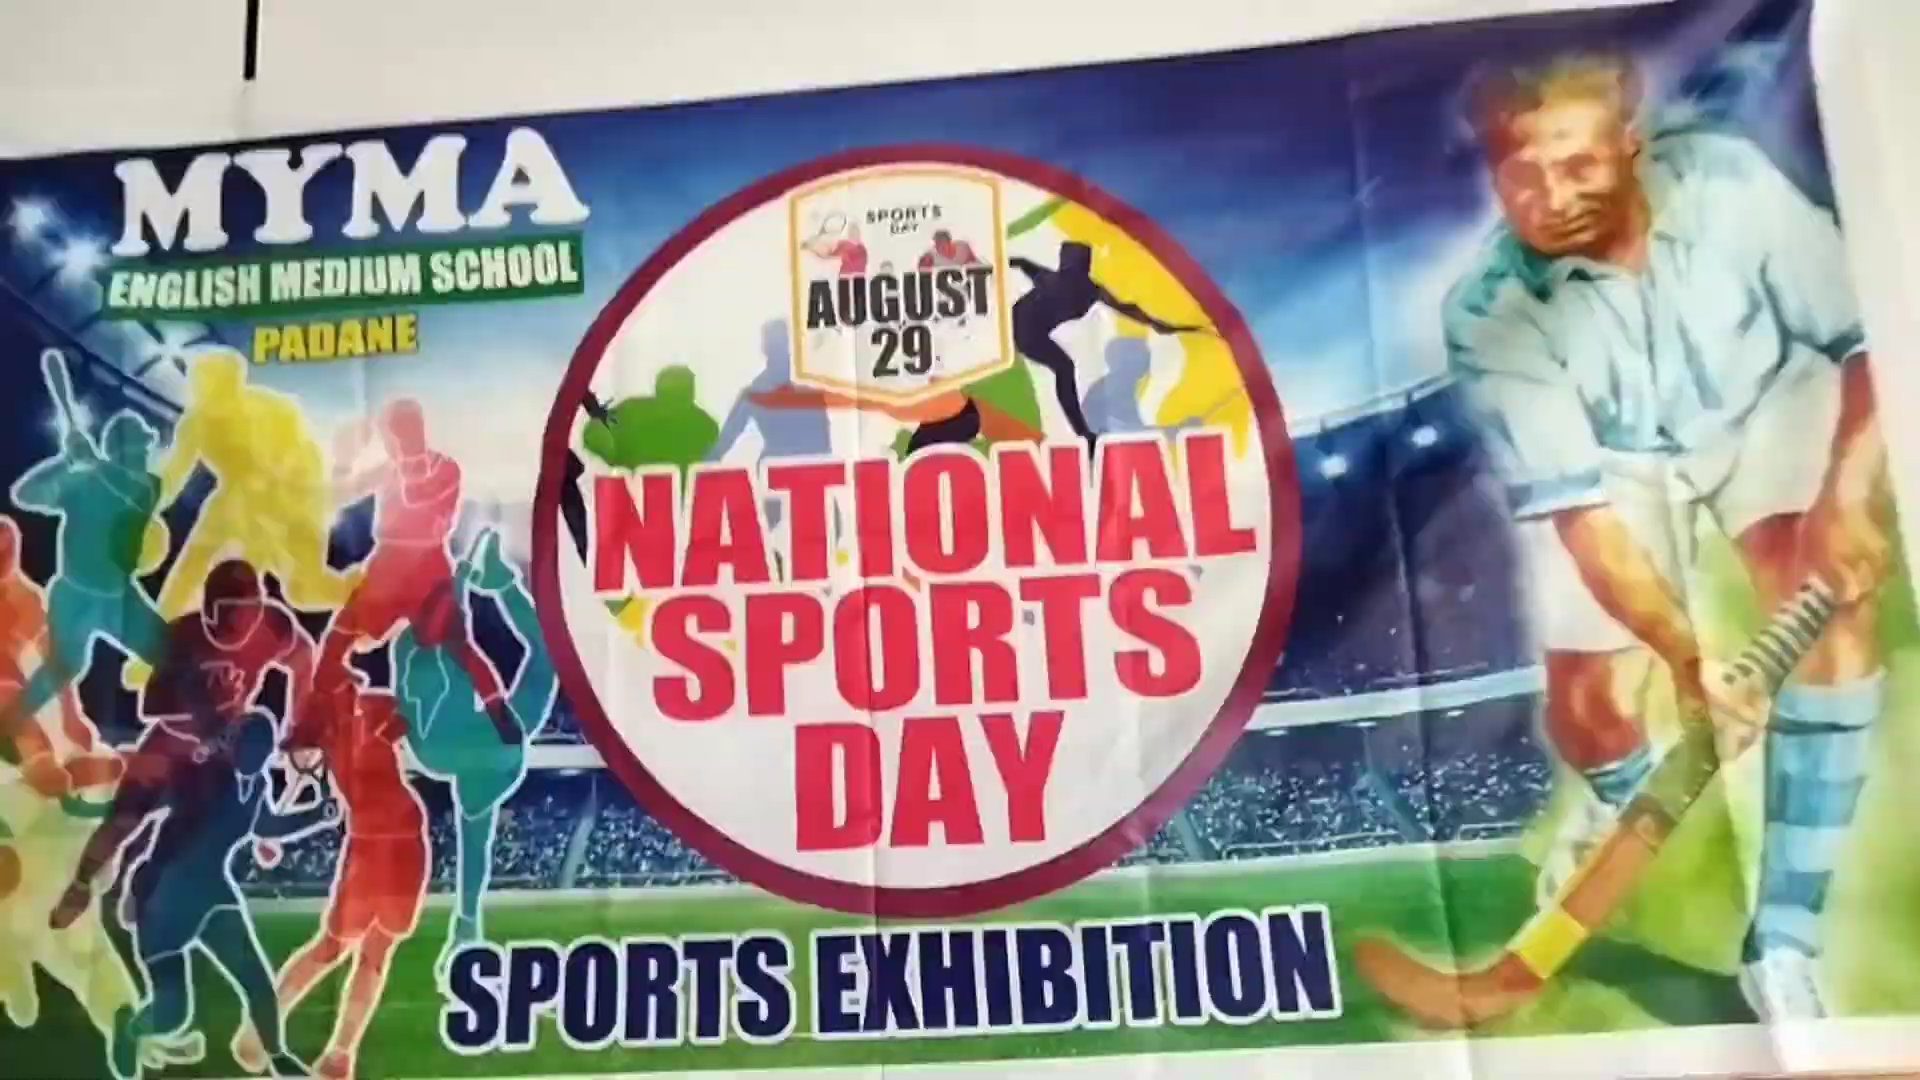 MYMA
ENGLISH MEDIUM SCHOOL
PADANE
SPORTS
DAY
AUGUST
29
NATIONAL
SPORTS
DAY
SPORTS EXHIBITION